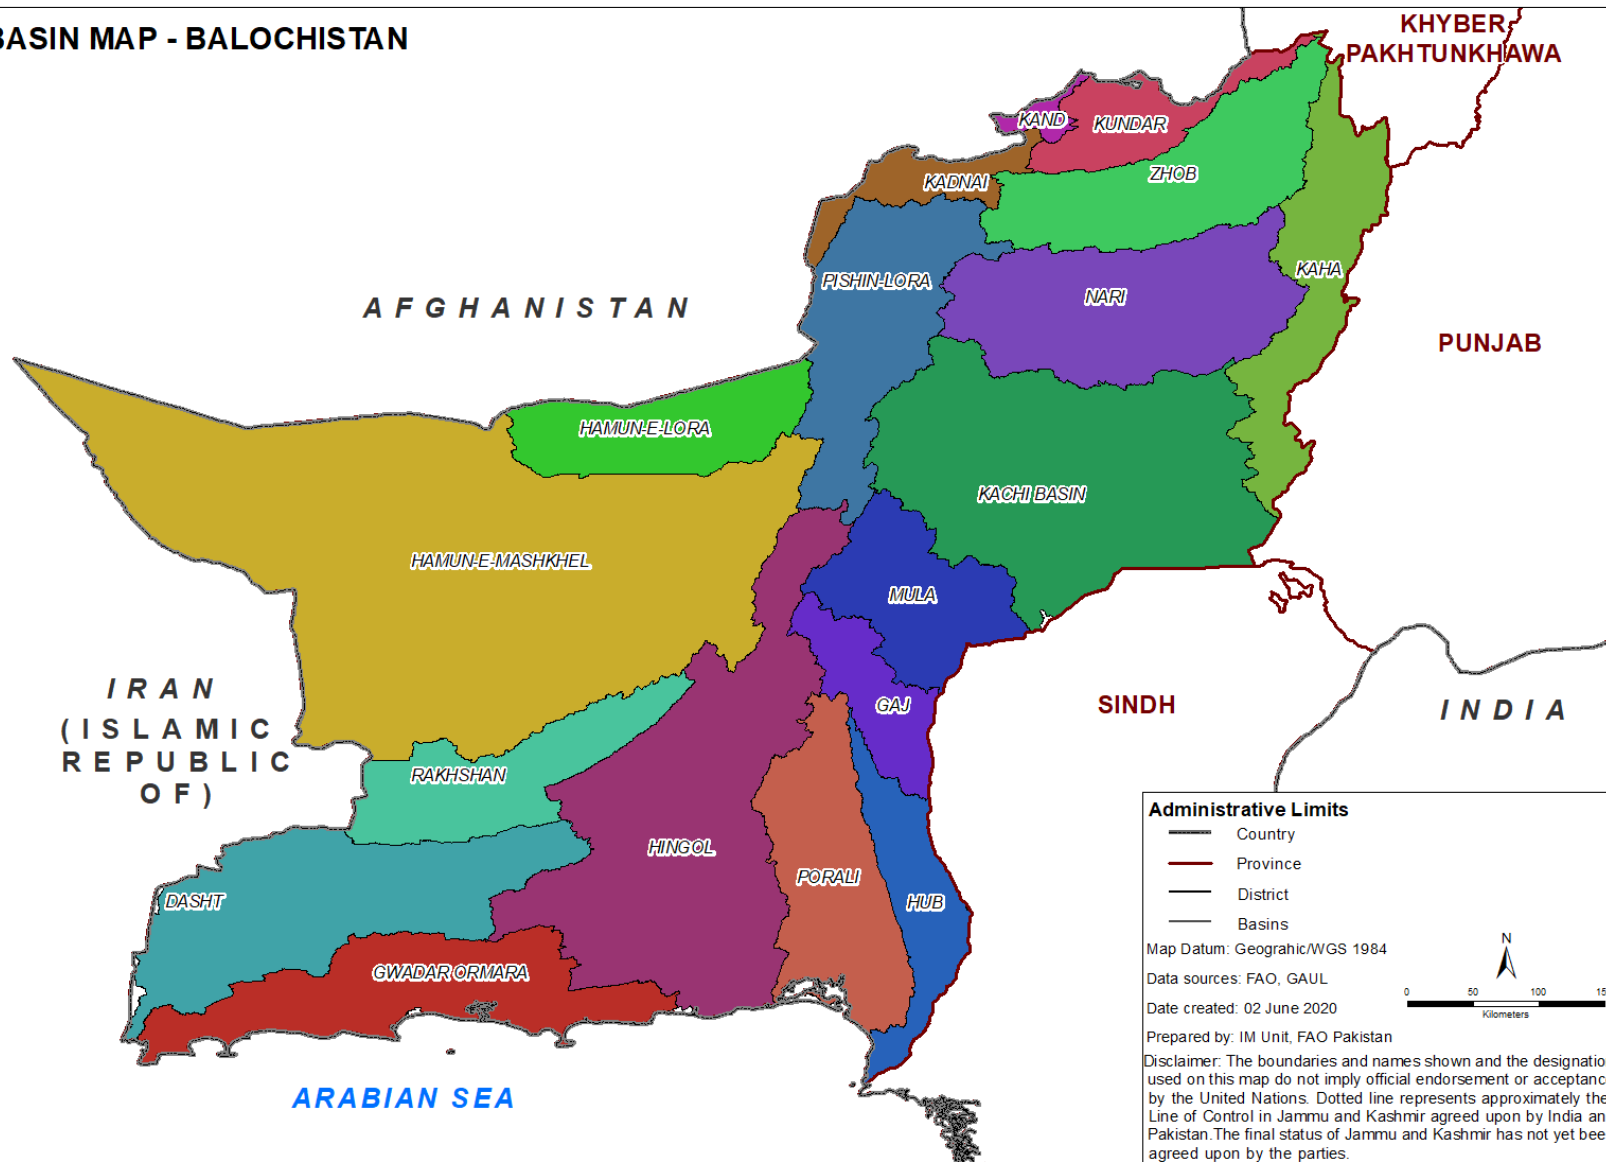 BASIN MAP - BALOCHISTAN
KHYBER
PAKHTUNKHAWA
KAND
KUNDAR
ZHOB
KADNAI
KAHA
PISHIN-LORA
NARI
AFGHANISTAN
PUNJAB
HAMUN-E-LORA
KACHI BASIN
HAMUN-E-MASHKHEL
MULA
IRAN
(ISLAMIC
REPUBLIC
OF)
SINDH
GAJ
INDIA
RAKHSHAN
HINGOL
PORALI
DASHT
HUB
GWADAR ORMARA
ARABIAN SEA
Administrative Limits
Country
Province
District
Basins
Map Datum: Geograhic/WGS 1984
Data sources: FAO, GAUL
Date created: 02 June 2020
N
0 50 100 15
Kilometers
Prepared by: IM Unit, FAO Pakistan
Disclaimer: The boundaries and names shown and the designatio
used on this map do not imply official endorsement or acceptanc
by the United Nations. Dotted line represents approximately the
Line of Control in Jammu and Kashmir agreed upon by India an
Pakistan.The final status of Jammu and Kashmir has not yet bee
agreed upon by the parties.